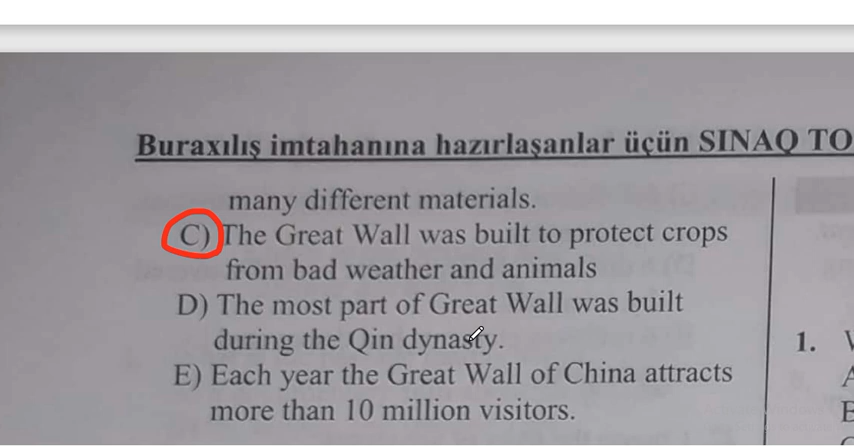 Buraxılış imtahanına hazırlaşanlar üçün SINAQ TO
many different materials.
C) The Great Wall was built to protect crops
from bad weather and animals
D) The most part of Great Wall was built
during the Qin dynasty.
E) Each year the Great Wall of China attracts
more than 10 million visitors.
1.